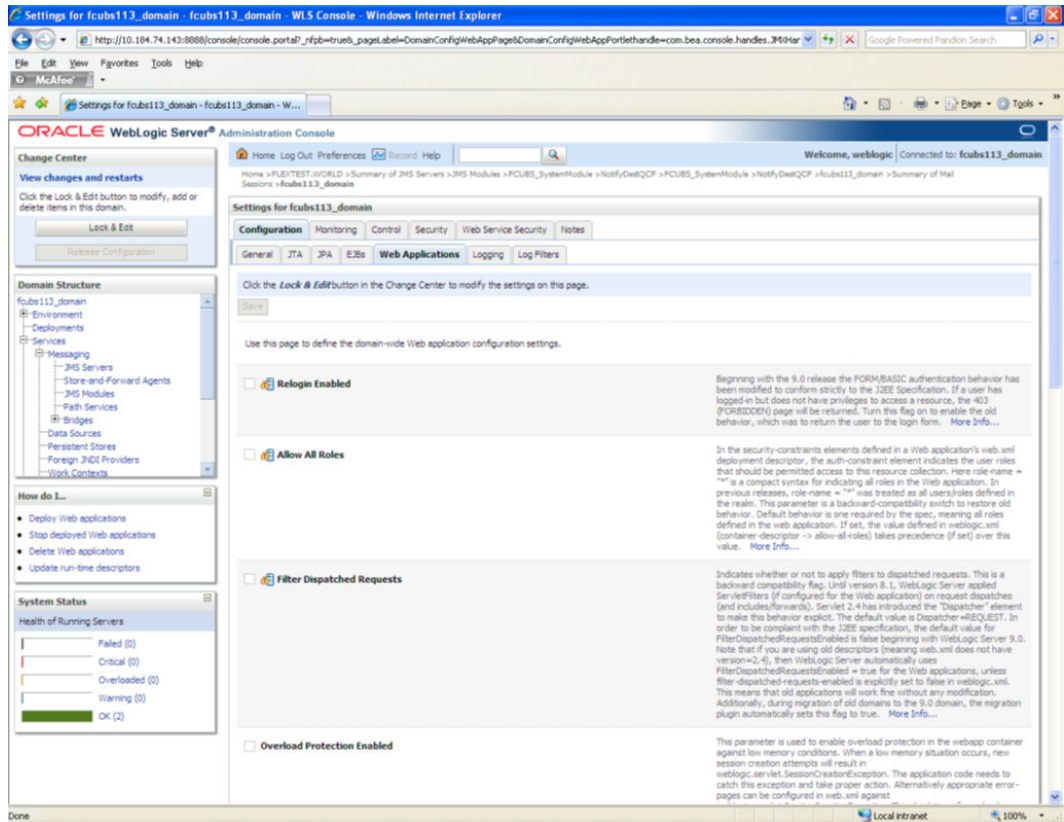 Settings for fcubs113_domain - fcubs113_domain - WLS Console - Windows Internet Explorer
http://10.184.74.143:8888/console/console.portal?_nfpb=true&_pageLabel=DomainConfigWebAppPage&DomainConfigWebAppPortlethandle=com.bea.console.handles.JMXHar
Google Powered Pandion Search
File Edit View Favorites Tools Help
McAfee
Settings for fcubs113_domain - fcubs113_domain - W...
Page Tools
ORACLE WebLogic Server® Administration Console
Change Center
View changes and restarts
Click the Lock & Edit button to modify, add or
delete items in this domain.
Lock & Edit
Release Configuration
Domain Structure
fcubs113_domain
Environment
Deployments
Services
Messaging
JMS Servers
Store-and-Forward Agents
JMS Modules
Path Services
Bridges
Data Sources
Persistent Stores
Foreign JNDI Providers
Work Contexts
How do I...
Deploy Web applications
Stop deployed Web applications
Delete Web applications
Update run-time descriptors
System Status
Health of Running Servers
Failed (0)
Critical (0)
Overloaded (0)
Warning (0)
OK (2)
Home Log Out Preferences Record Help
Welcome, weblogic Connected to: fcubs113_domain
Home >FLEXTEST.WORLD >Summary of JMS Servers >JMS Modules >FCUBS_SystemModule >NotifyDestQCF >FCUBS_SystemModule >NotifyDestQCF >fcubs113_domain >Summary of Mail
Sessions >fcubs113_domain
Settings for fcubs113_domain
Configuration Monitoring Control Security Web Service Security Notes
General JTA JPA EJBs Web Applications Logging Log Filters
Click the Lock & Edit button in the Change Center to modify the settings on this page.
Save
Use this page to define the domain-wide Web application configuration settings.
Relogin Enabled
Beginning with the 9.0 release the FORM/BASIC authentication behavior has
been modified to conform strictly to the J2EE Specification. If a user has
logged-in but does not have privileges to access a resource, the 403
(FORBIDDEN) page will be returned. Turn this flag on to enable the old
behavior, which was to return the user to the login form. More Info...
Allow All Roles
In the security-constraints elements defined in a Web application's web.xml
deployment descriptor, the auth-constraint element indicates the user roles
that should be permitted access to this resource collection. Here role-name =
"*" is a compact syntax for indicating all roles in the Web application. In
previous releases, role-name = "*" was treated as all users/roles defined in
the realm. This parameter is a backward-compatibility switch to restore old
behavior. Default behavior is one required by the spec, meaning all roles
defined in the web application. If set, the value defined in weblogic.xml
(container-descriptor -> allow-all-roles) takes precedence (if set) over this
value. More Info...
Filter Dispatched Requests
Indicates whether or not to apply filters to dispatched requests. This is a
backward compatibility flag. Until version 8.1, WebLogic Server applied
ServletFilters (if configured for the Web application) on request dispatches
(and includes/forwards). Servlet 2.4 has introduced the "Dispatcher" element
to make this behavior explicit. The default value is Dispatcher=REQUEST. In
order to be complaint with the J2EE specification, the default value for
FilterDispatchedRequestsEnabled is false beginning with WebLogic Server 9.0.
Note that if you are using old descriptors (meaning web.xml does not have
version=2.4), then WebLogic Server automatically uses
FilterDispatchedRequestsEnabled = true for the Web applications, unless
filter-dispatched-requests-enabled is explicitly set to false in weblogic.xml.
This means that old applications will work fine without any modification.
Additionally, during migration of old domains to the 9.0 domain, the migration
plugin automatically sets this flag to true. More Info...
Overload Protection Enabled
This parameter is used to enable overload protection in the webapp container
against low memory conditions. When a low memory situation occurs, new
session creation attempts will result in
weblogic.servlet.SessionCreationException. The application code needs to
catch this exception and take proper action. Alternatively appropriate error-
pages can be configured in web.xml against
Done
Local intranet
100%